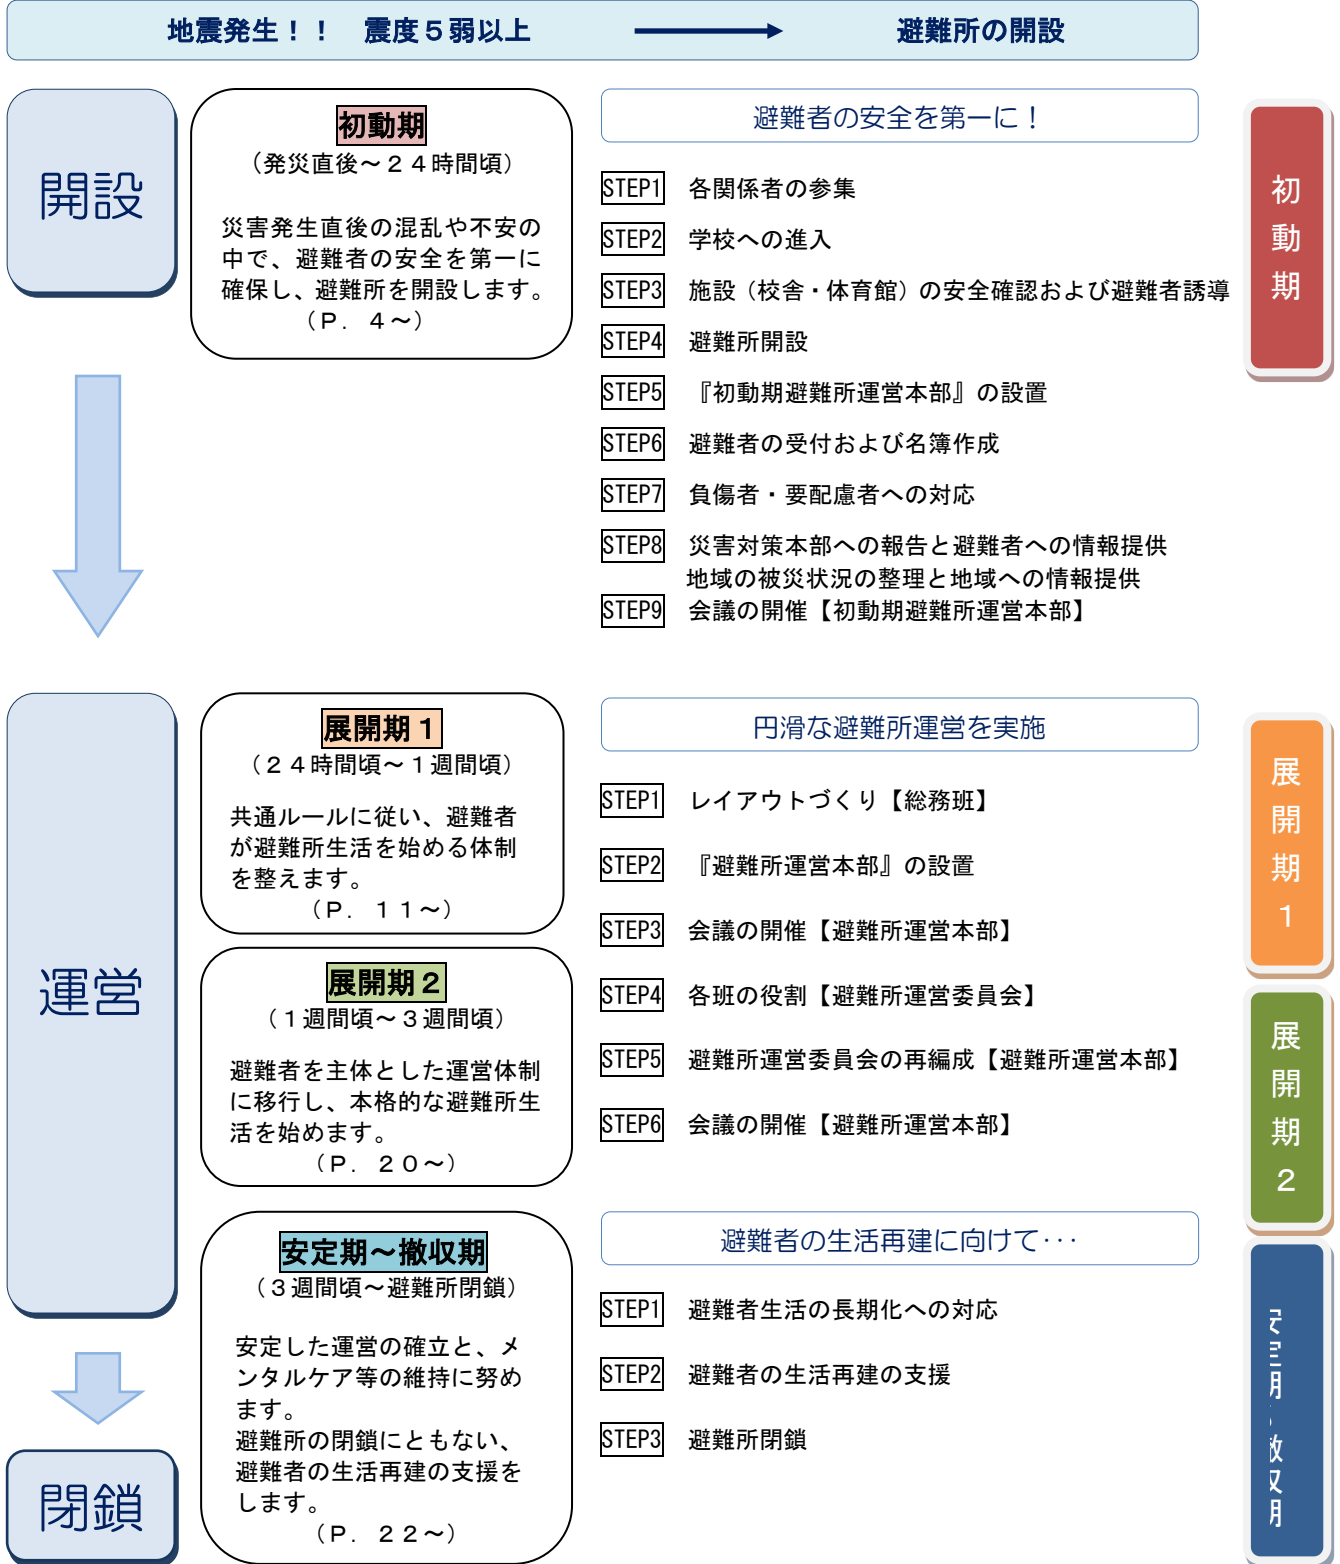 地震発生！！　震度５弱以上　避難所の開設
開設
初動期
（発災直後～２４時間頃）
災害発生直後の混乱や不安の
中で、避難者の安全を第一に
確保し、避難所を開設します。
（Ｐ．４～）
避難者の安全を第一に！
STEP1　各関係者の参集
STEP2　学校への進入
STEP3　施設（校舎・体育館）の安全確認および避難者誘導
STEP4　避難所開設
STEP5　『初動期避難所運営本部』の設置
STEP6　避難者の受付および名簿作成
STEP7　負傷者・要配慮者への対応
STEP8　災害対策本部への報告と避難者への情報提供
地域の被災状況の整理と地域への情報提供
STEP9　会議の開催【初動期避難所運営本部】
初動期
運営
展開期１
（２４時間頃～１週間頃）
共通ルールに従い、避難者
が避難所生活を始める体制
を整えます。
（Ｐ．１１～）
展開期２
（１週間頃～３週間頃）
避難者を主体とした運営体制
に移行し、本格的な避難所生
活を始めます。
（Ｐ．２０～）
円滑な避難所運営を実施
STEP1　レイアウトづくり【総務班】
STEP2　『避難所運営本部』の設置
STEP3　会議の開催【避難所運営本部】
STEP4　各班の役割【避難所運営委員会】
STEP5　避難所運営委員会の再編成【避難所運営本部】
STEP6　会議の開催【避難所運営本部】
展開期１
展開期２
安定期～撤収期
（３週間頃～避難所閉鎖）
安定した運営の確立と、メ
ンタルケア等の維持に努め
ます。
避難所の閉鎖にともない、
避難者の生活再建の支援を
します。
（Ｐ．２２～）
避難者の生活再建に向けて･･･
STEP1　避難者生活の長期化への対応
STEP2　避難者の生活再建の支援
STEP3　避難所閉鎖
安定期～撤収期
閉鎖